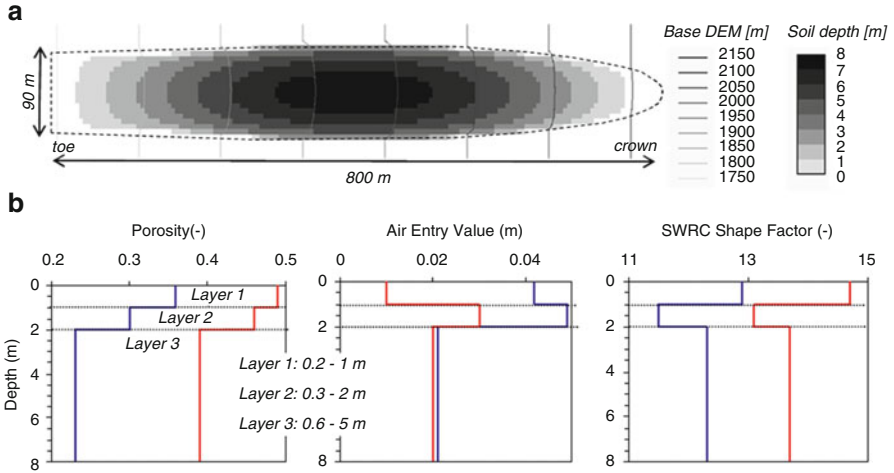 a
Base DEM [m]
Soil depth [m]
2150
2100
2050
2000
1950
1900
1850
1800
1750
8
7
6
5
4
3
2
1
0
90 m
toe
crown
800 m
b
Porosity(-)
Air Entry Value (m)
SWRC Shape Factor (-)
0.2
0.3
0.4
0.5
0
0.02
0.04
11
13
15
Depth (m)
0
2
4
6
8
Layer 1
Layer 2
Layer 3
Layer 1: 0.2 - 1 m
Layer 2: 0.3 - 2 m
Layer 3: 0.6 - 5 m
0
2
4
6
8
0
2
4
6
8